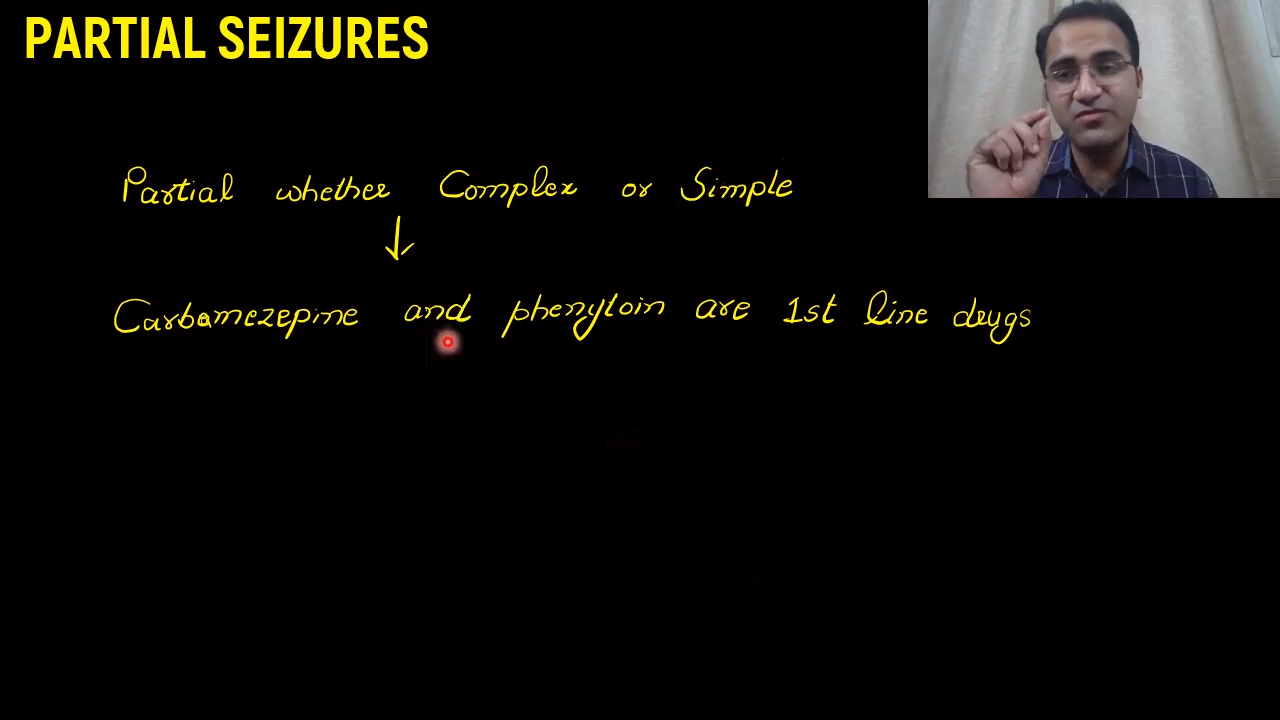 PARTIAL SEIZURES
Partial whether Complex or Simple
Carbamezepine and phenytoin are 1st line drugs